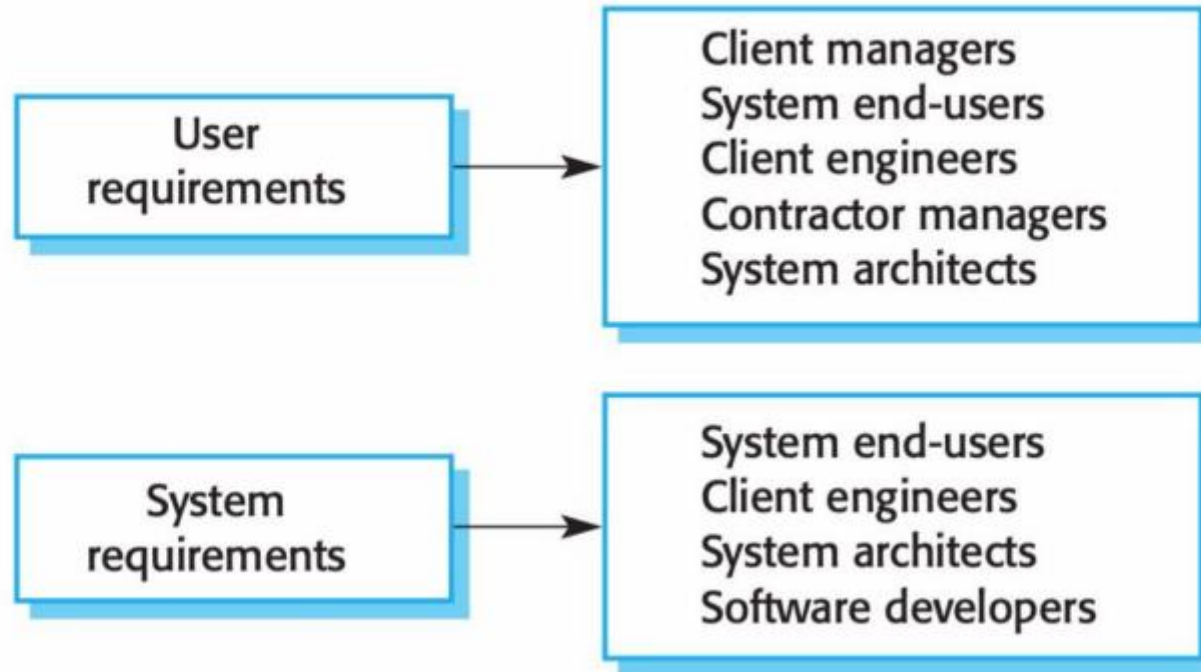 User
requirements
Client managers
System end-users
Client engineers
Contractor managers
System architects
System
requirements
System end-users
Client engineers
System architects
Software developers